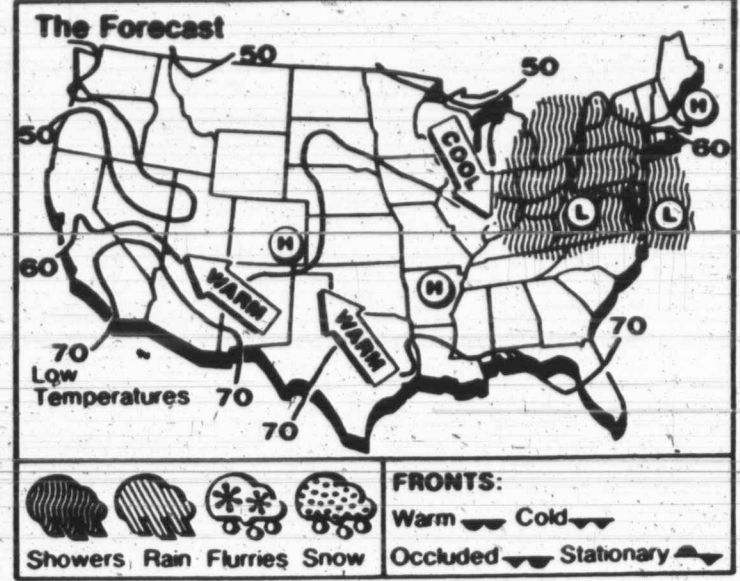 The Forecast
50
50
50
H
COOL
60
L
L
H
60
WARM
H
WARM
70
70
Low
Temperatures
70
70
Showers Rain Flurries Snow
FRONTS:
Warm Cold
Occluded Stationary